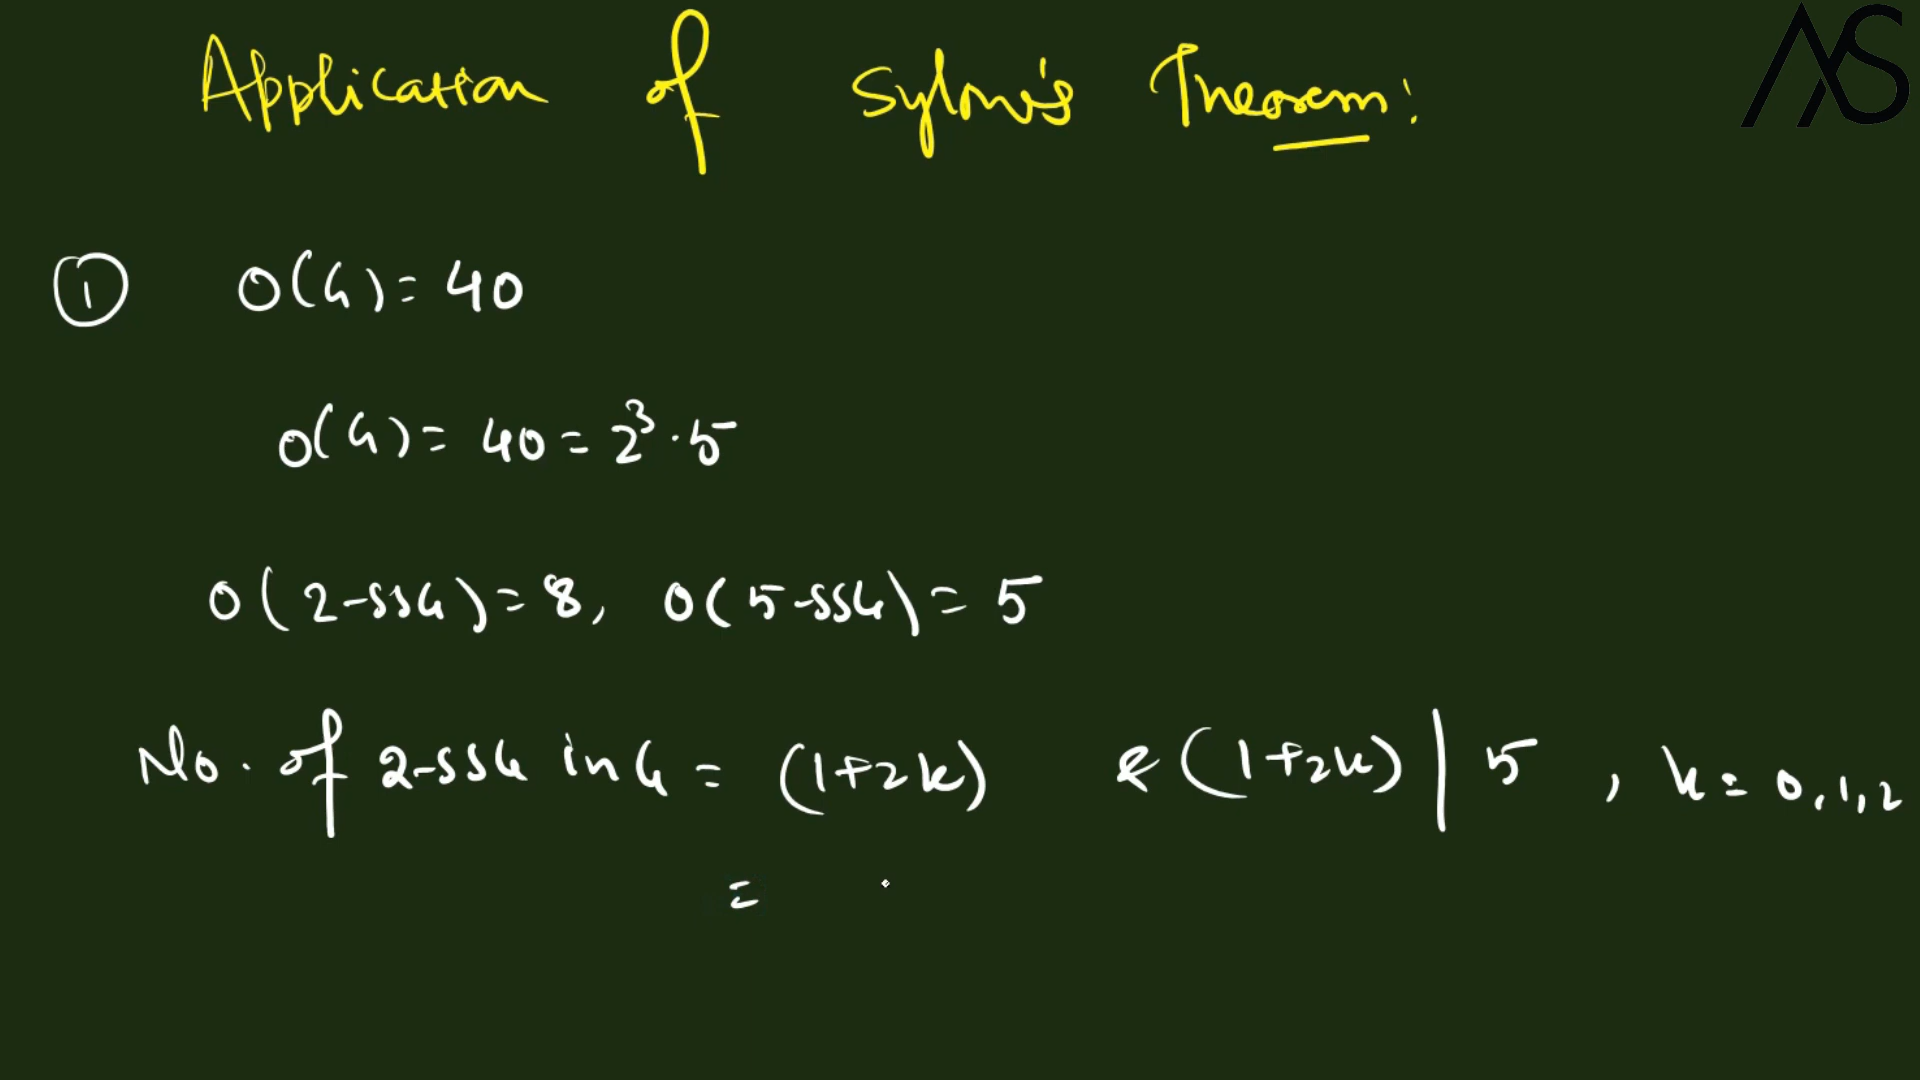 Application of Sylow's Theorem:
AS
① O(G) = 40
O(G) = 40 = 2³·5
O(2-SSG) = 8, O(5-SSG) = 5
No. of 2-SSG in G = (1+2k) & (1+2k) | 5, k = 0,1,2
=